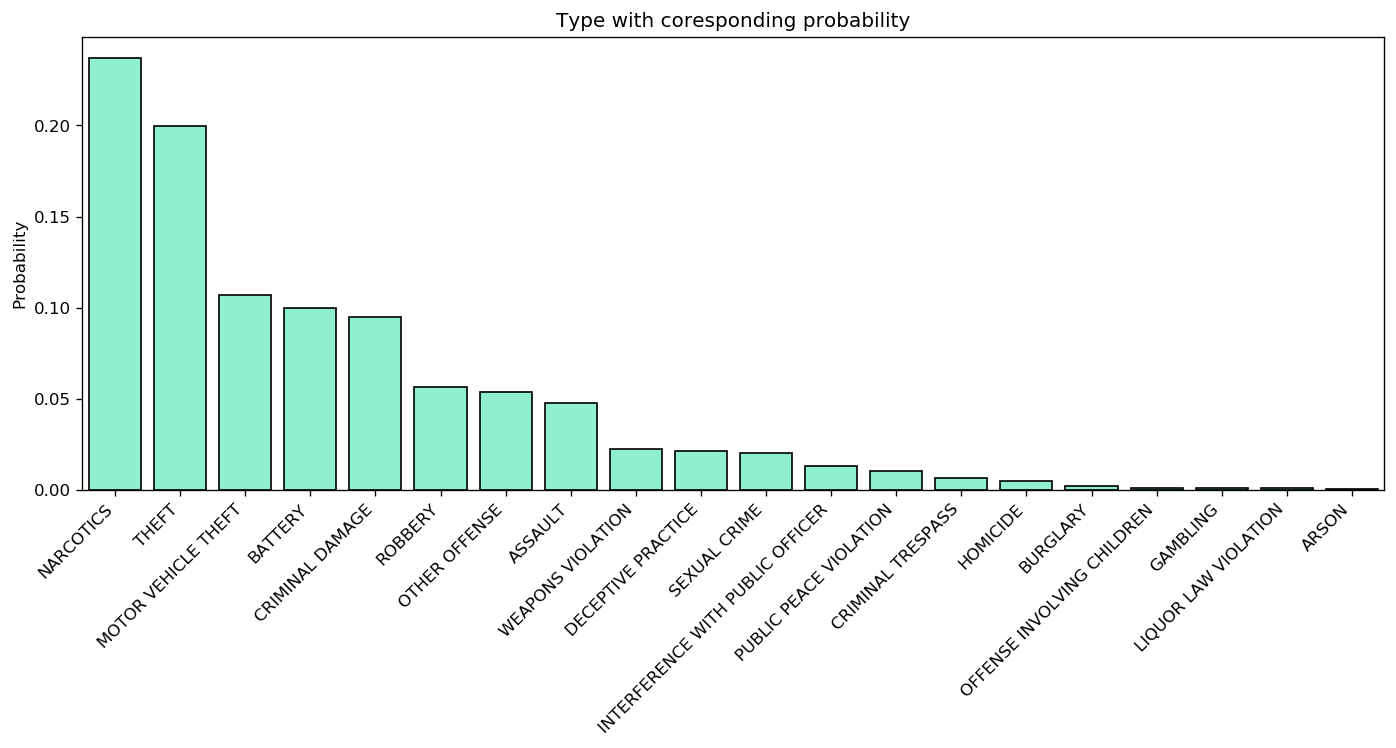 Type with coresponding probability
Probability
0.20
0.15
0.10
0.05
0.00
NARCOTICS
THEFT
MOTOR VEHICLE THEFT
BATTERY
CRIMINAL DAMAGE
ROBBERY
OTHER OFFENSE
ASSAULT
WEAPONS VIOLATION
DECEPTIVE PRACTICE
SEXUAL CRIME
INTERFERENCE WITH PUBLIC OFFICER
PUBLIC PEACE VIOLATION
CRIMINAL TRESPASS
HOMICIDE
BURGLARY
OFFENSE INVOLVING CHILDREN
GAMBLING
LIQUOR LAW VIOLATION
ARSON